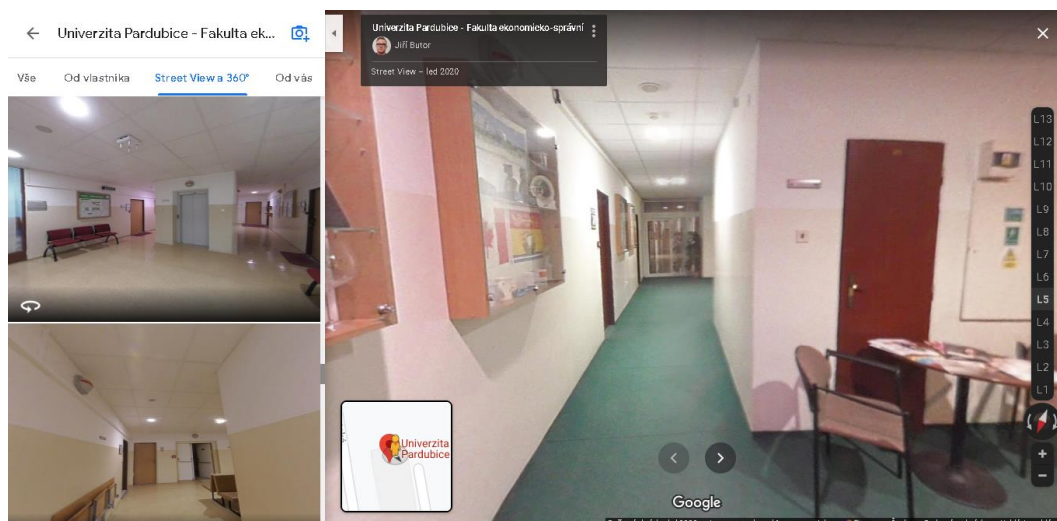 Univerzita Pardubice - Fakulta ek...
Vše Od vlastníka Street View a 360° Od vás
Univerzita Pardubice - Fakulta ekonomicko-správní
Jiří Butor
Street View – led 2020
L13
L12
L11
L10
L9
L8
L7
L6
L5
L4
L3
L2
L1
Univerzita
Pardubice
Google